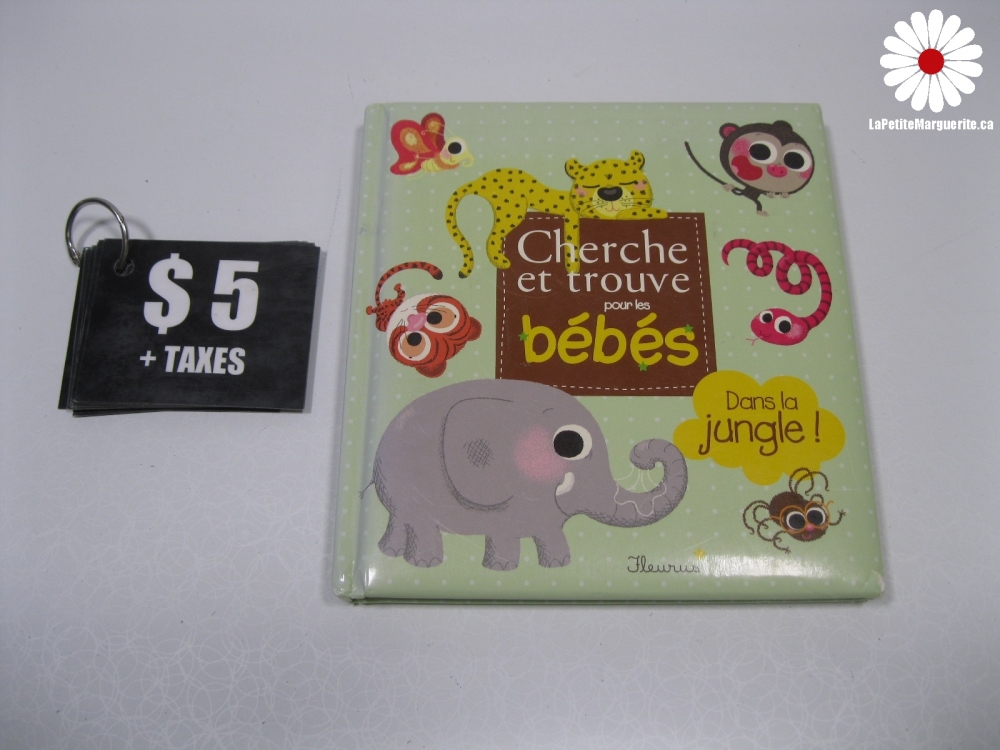 LaPetiteMarguerite.ca
$ 5
+ TAXES
Cherche
et trouve
pour les
bébés
Dans la
jungle !
Fleurus